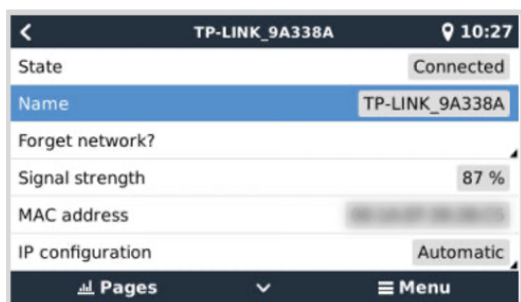 TP-LINK_9A338A 10:27
State Connected
Name TP-LINK_9A338A
Forget network?
Signal strength 87 %
MAC address
IP configuration Automatic
Pages Menu